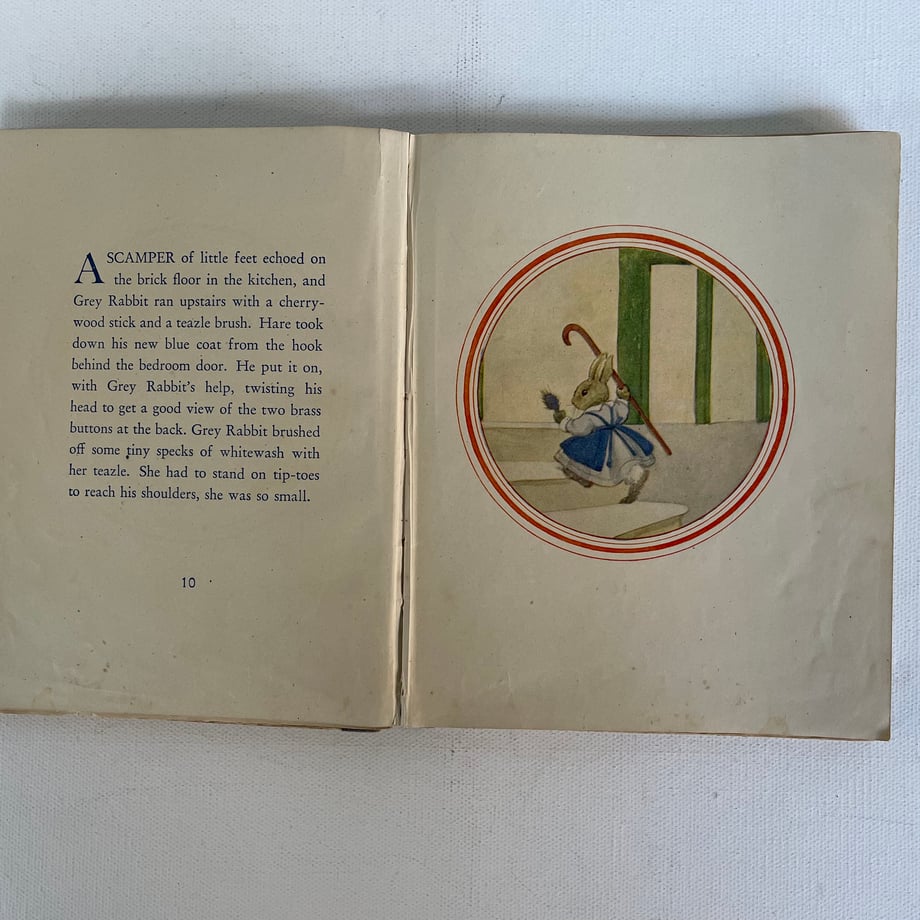 A SCAMPER of little feet echoed on
the brick floor in the kitchen, and
Grey Rabbit ran upstairs with a cherry-
wood stick and a teazle brush. Hare took
down his new blue coat from the hook
behind the bedroom door. He put it on,
with Grey Rabbit's help, twisting his
head to get a good view of the two brass
buttons at the back. Grey Rabbit brushed
off some tiny specks of whitewash with
her teazle. She had to stand on tip-toes
to reach his shoulders, she was so small.
10